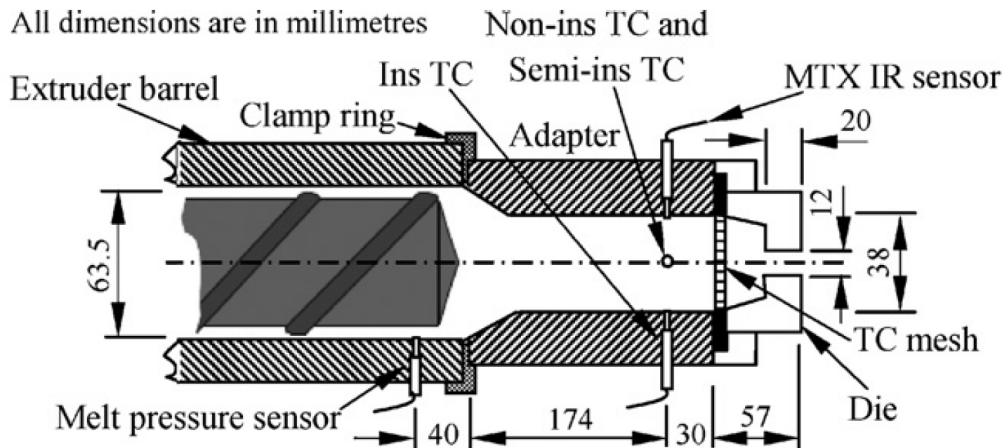 All dimensions are in millimetres
Non-ins TC and
Semi-ins TC
Ins TC
MTX IR sensor
Extruder barrel
Clamp ring
Adapter
20
12
63.5
38
TC mesh
Die
Melt pressure sensor
40
174
30
57